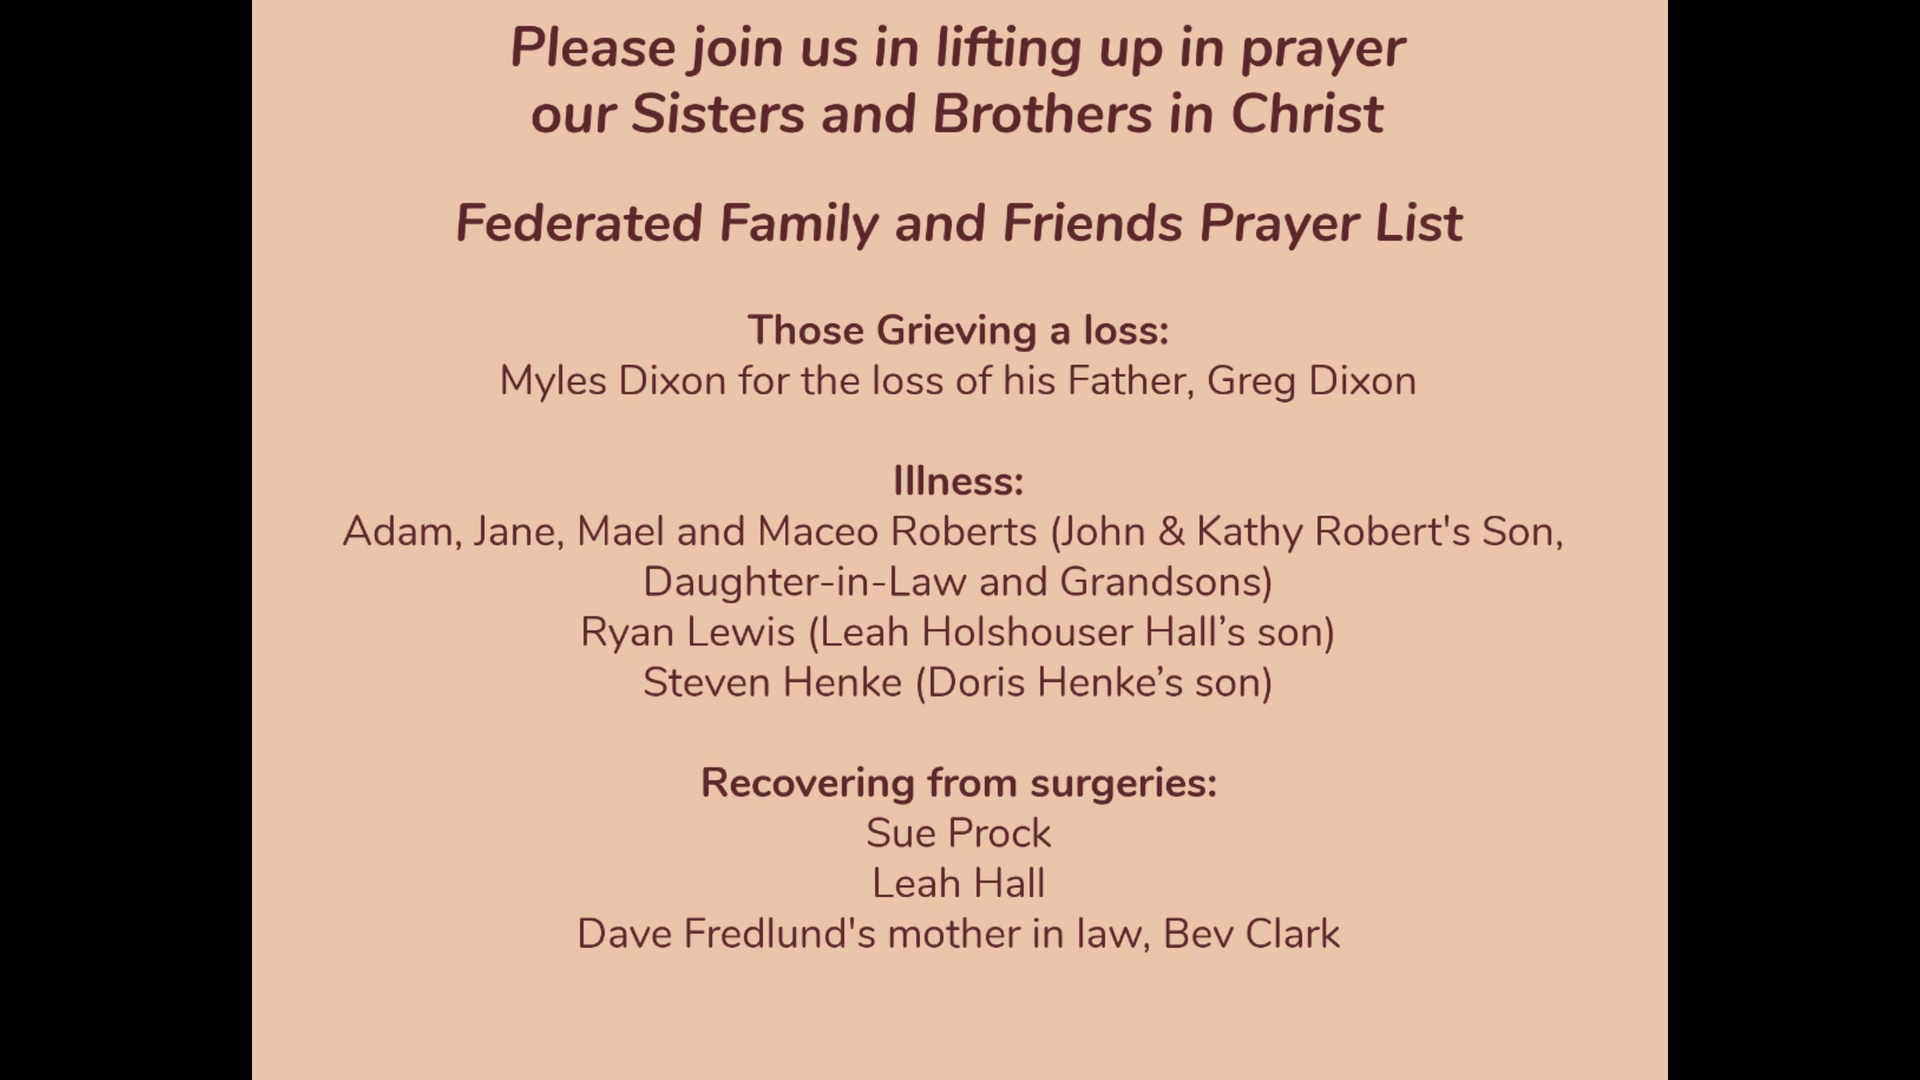 Please join us in lifting up in prayer
our Sisters and Brothers in Christ
Federated Family and Friends Prayer List
Those Grieving a loss:
Myles Dixon for the loss of his Father, Greg Dixon
Illness:
Adam, Jane, Mael and Maceo Roberts (John & Kathy Robert's Son,
Daughter-in-Law and Grandsons)
Ryan Lewis (Leah Holshouser Hall’s son)
Steven Henke (Doris Henke’s son)
Recovering from surgeries:
Sue Prock
Leah Hall
Dave Fredlund's mother in law, Bev Clark